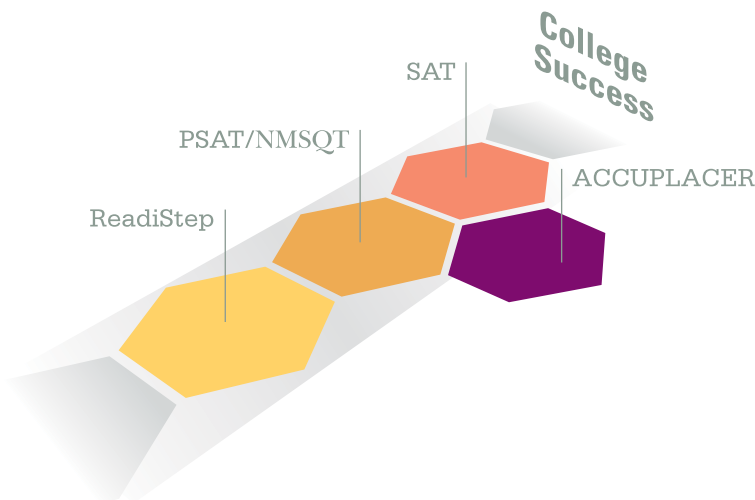 College
Success
SAT
PSAT/NMSQT
ACCUPLACER
ReadiStep